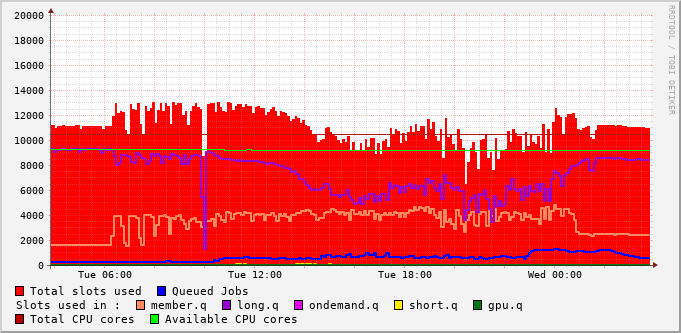 20000
18000
16000
14000
12000
10000
8000
6000
4000
2000
0
Tue 06:00 Tue 12:00 Tue 18:00 Wed 00:00
RRDTOOL / TOBI OETIKER
Total slots used Queued Jobs
Slots used in : member.q long.q ondemand.q short.q gpu.q
Total CPU cores Available CPU cores